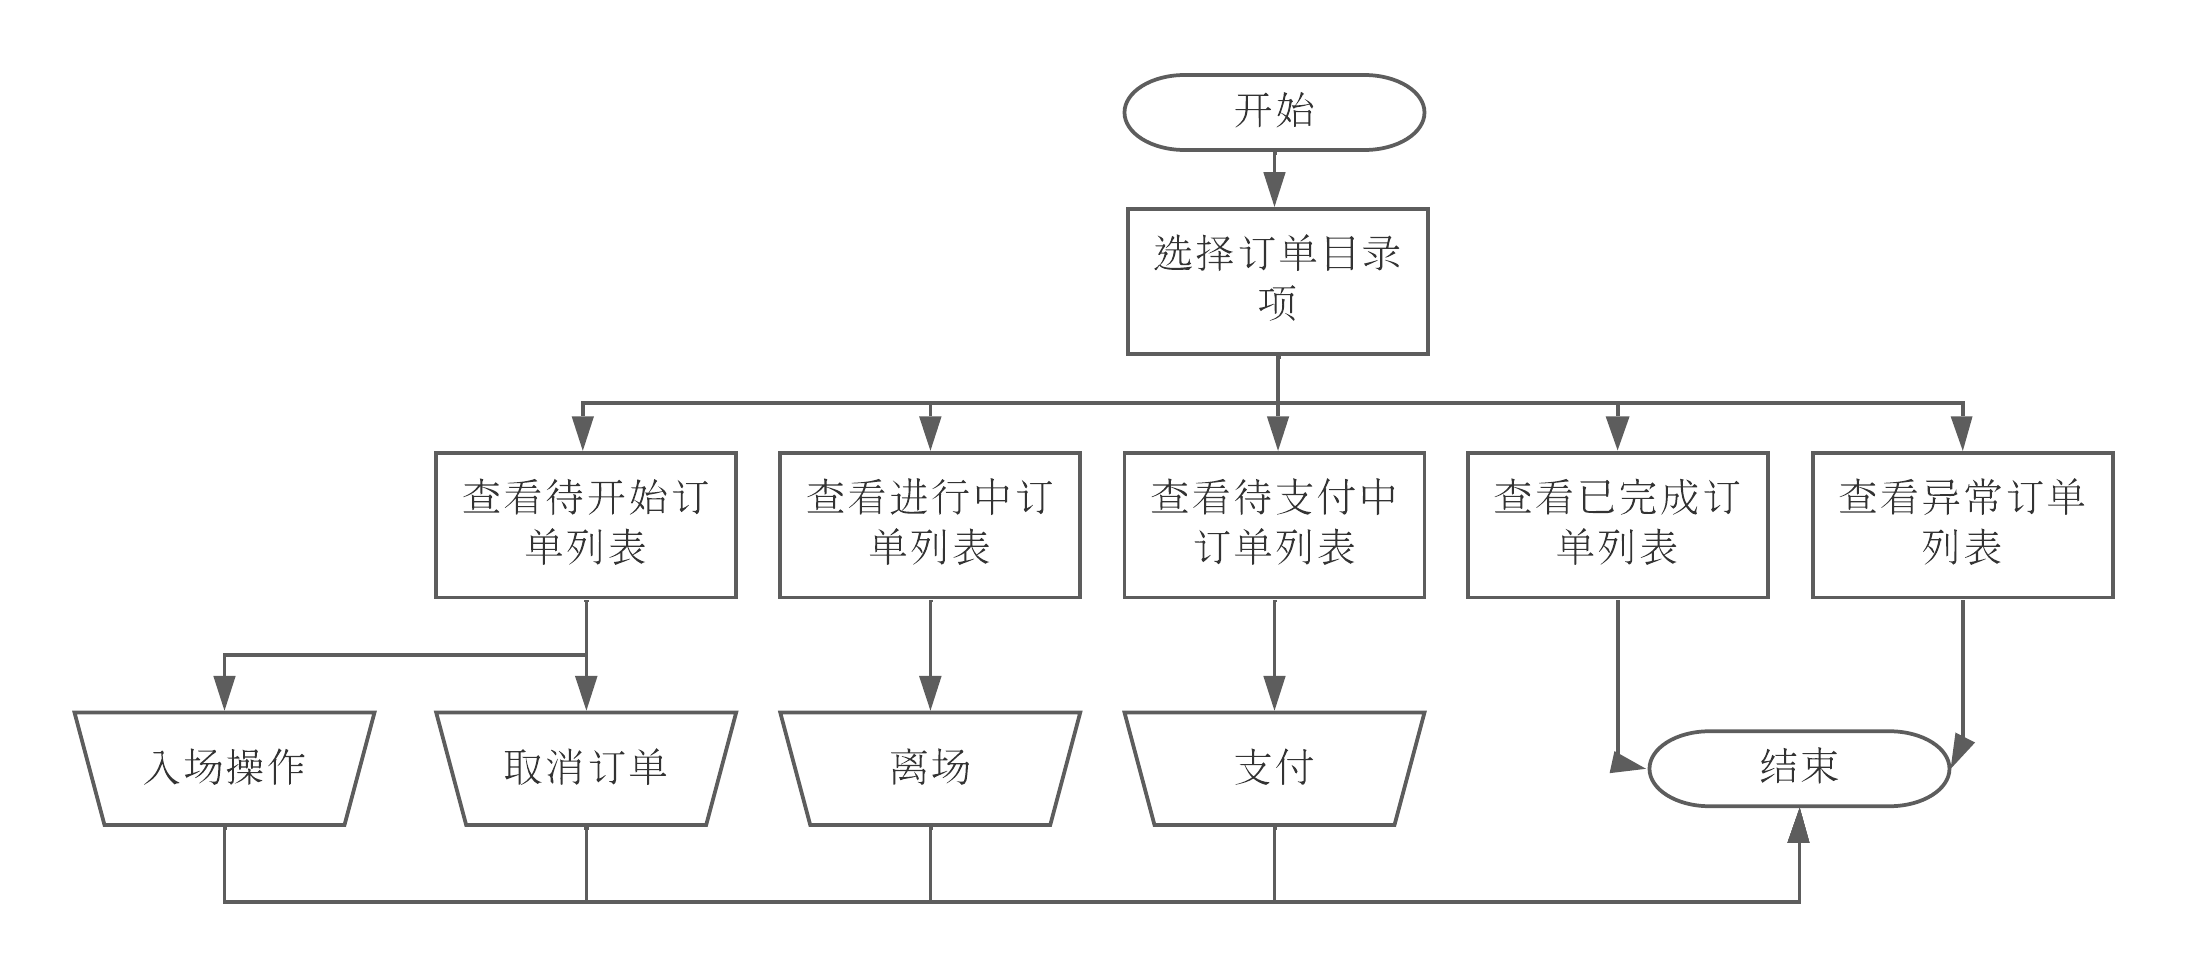 开始
选择订单目录
项
查看待开始订
单列表
查看进行中订
单列表
查看待支付中
订单列表
查看已完成订
单列表
查看异常订单
列表
入场操作
取消订单
离场
支付
结束